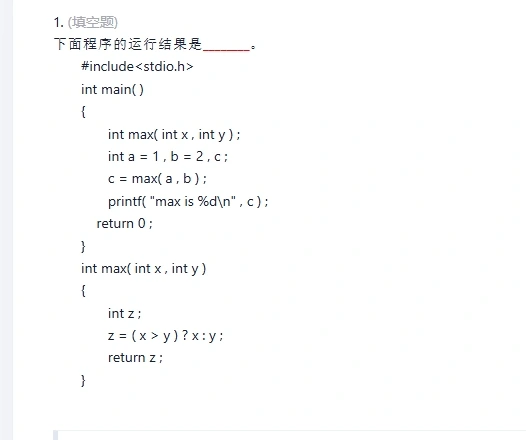 1. (填空题)
下面程序的运行结果是________。
#include<stdio.h>
int main( )
{
int max( int x , int y ) ;
int a = 1 , b = 2 , c ;
c = max( a , b ) ;
printf( "max is %d\n" , c ) ;
return 0 ;
}
int max( int x , int y )
{
int z ;
z = ( x > y ) ? x : y ;
return z ;
}